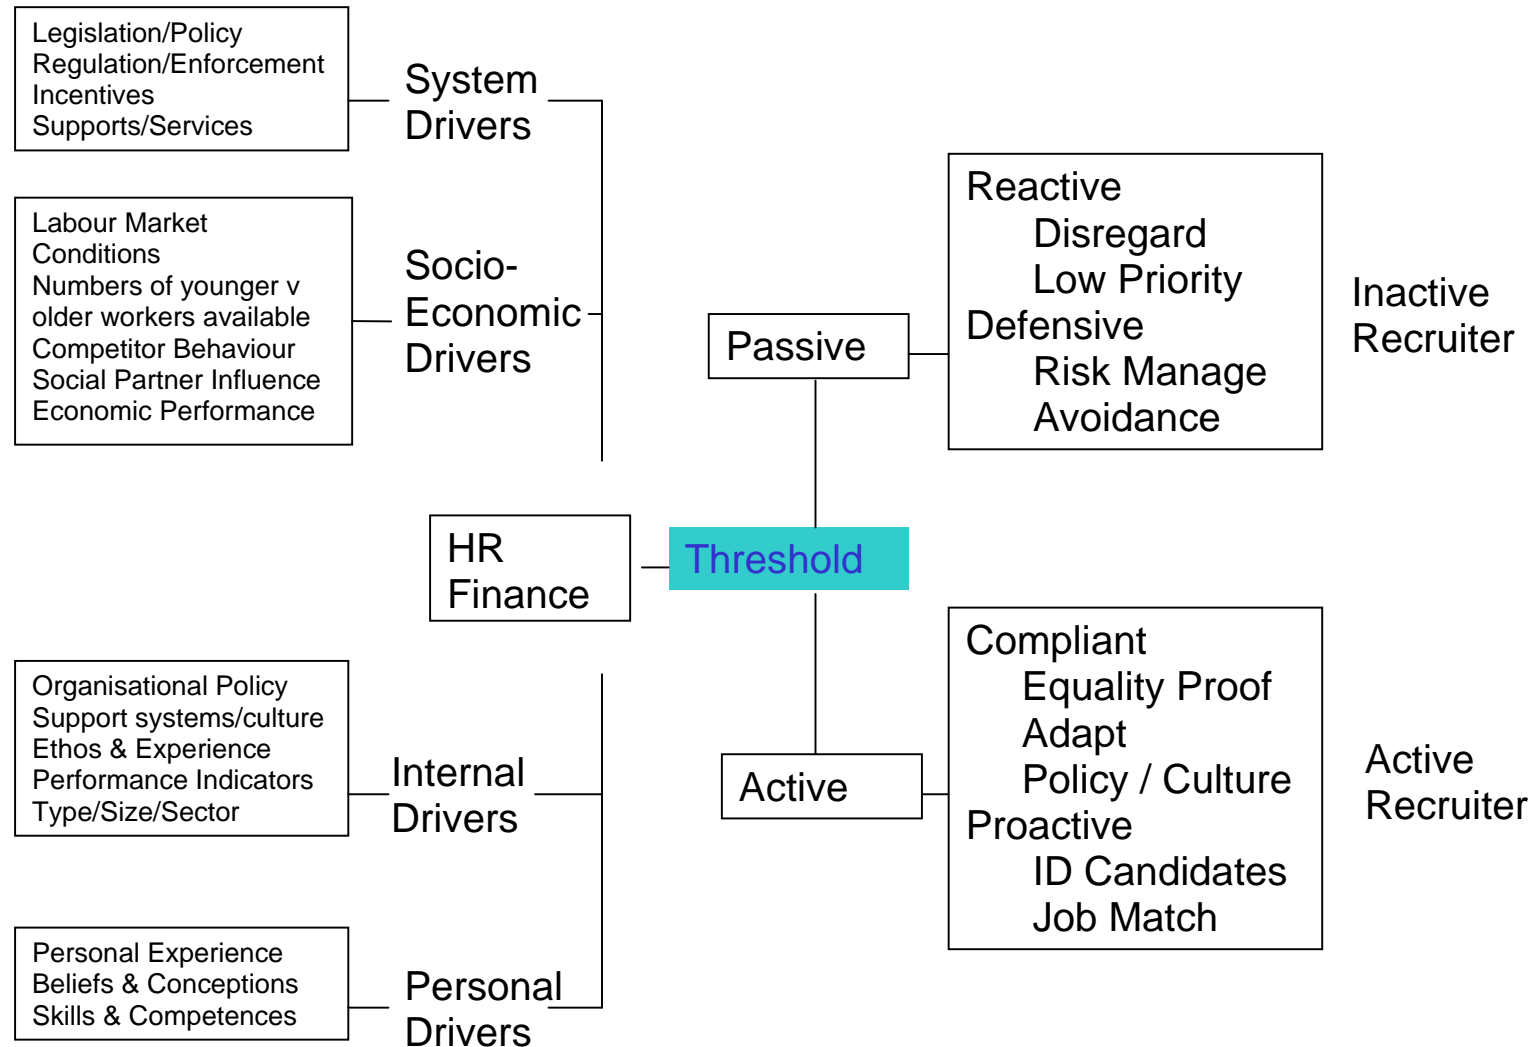 Legislation/Policy
Regulation/Enforcement
Incentives
Supports/Services
System
Drivers
Labour Market
Conditions
Numbers of younger v
older workers available
Competitor Behaviour
Social Partner Influence
Economic Performance
Socio-
Economic
Drivers
HR
Finance
Organisational Policy
Support systems/culture
Ethos & Experience
Performance Indicators
Type/Size/Sector
Internal
Drivers
Personal Experience
Beliefs & Conceptions
Skills & Competences
Personal
Drivers
Threshold
Passive
Reactive
Disregard
Low Priority
Defensive
Risk Manage
Avoidance
Inactive
Recruiter
Active
Compliant
Equality Proof
Adapt
Policy / Culture
Proactive
ID Candidates
Job Match
Active
Recruiter